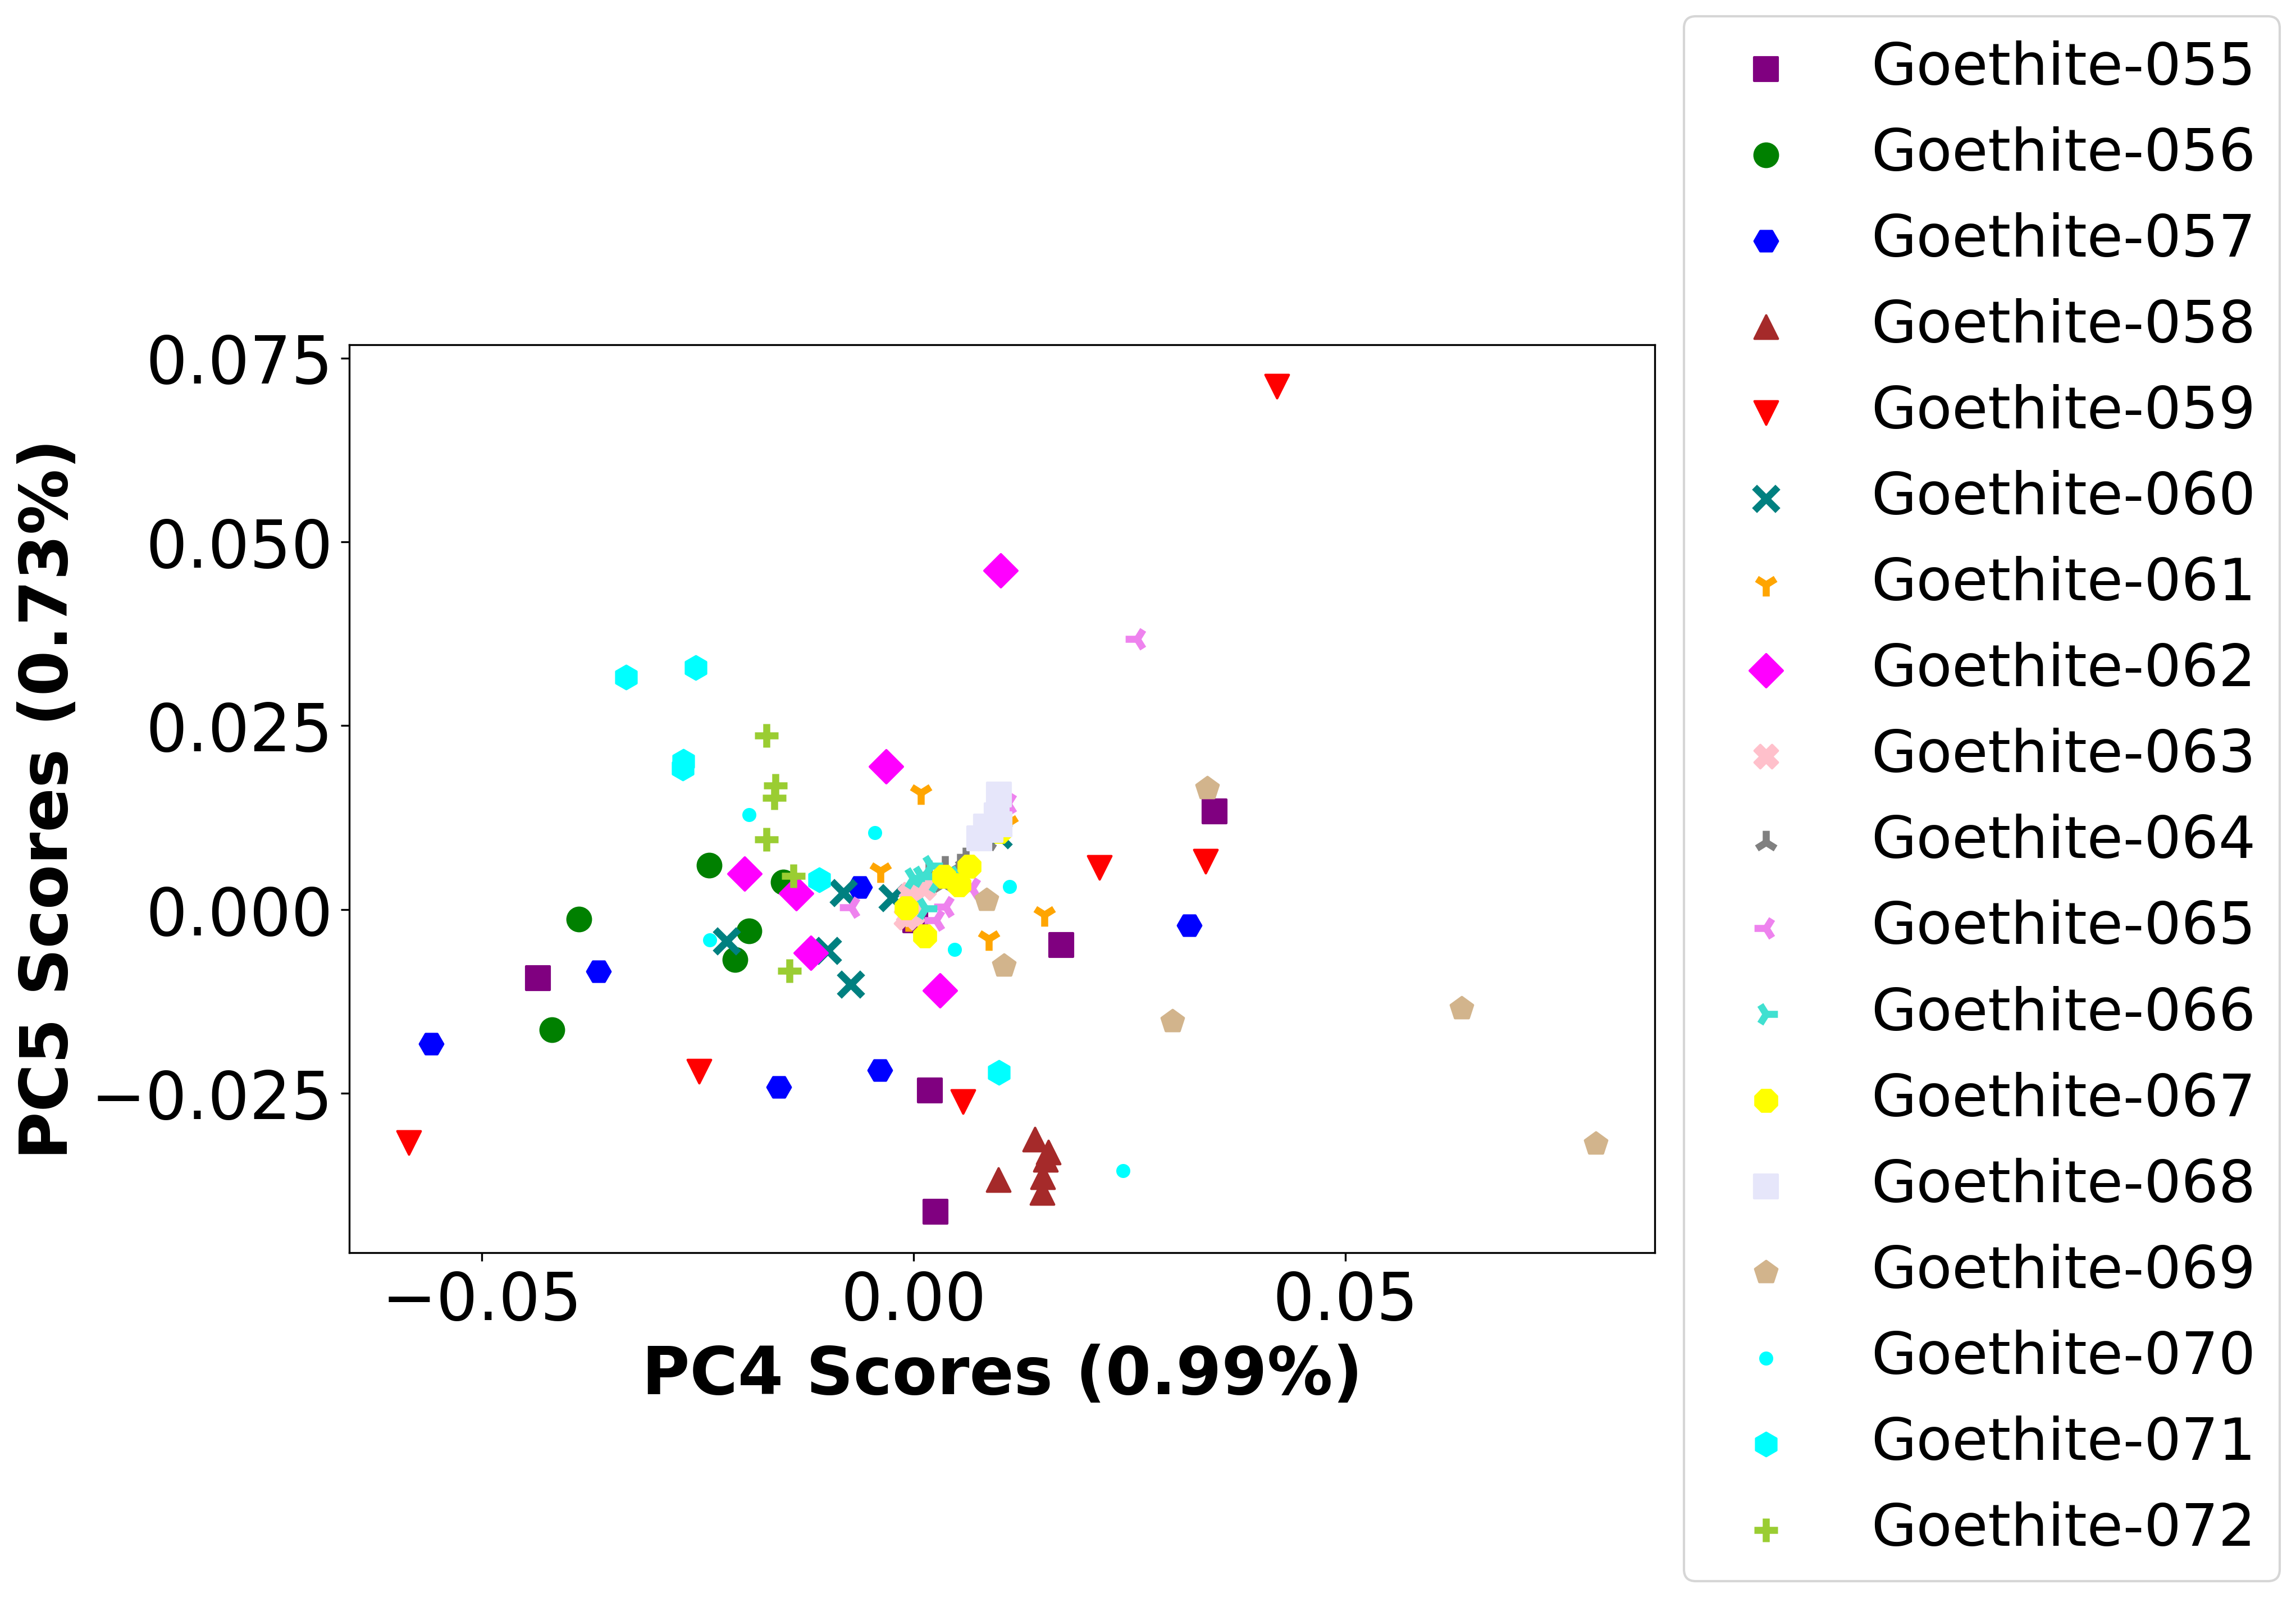 Goethite-055
Goethite-056
Goethite-057
Goethite-058
Goethite-059
Goethite-060
Goethite-061
Goethite-062
Goethite-063
Goethite-064
Goethite-065
Goethite-066
Goethite-067
Goethite-068
Goethite-069
Goethite-070
Goethite-071
Goethite-072
PC5 Scores (0.73%)
0.075
0.050
0.025
0.000
−0.025
−0.05
0.00
0.05
PC4 Scores (0.99%)